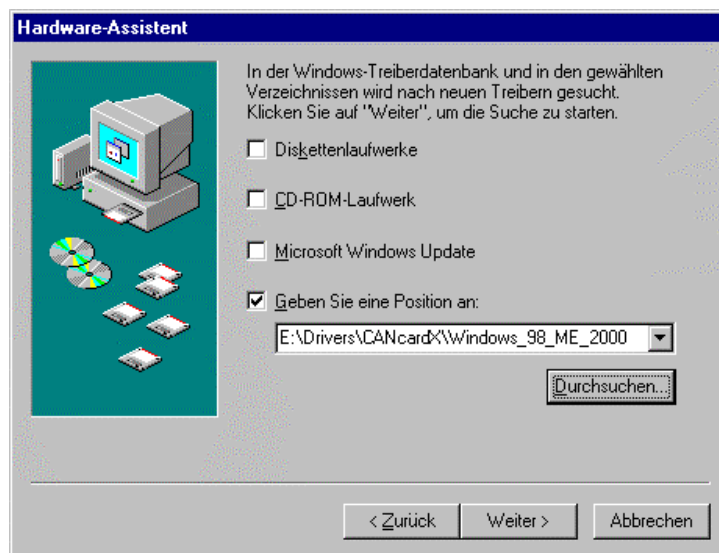 Hardware-Assistent
In der Windows-Treiberdatenbank und in den gewählten
Verzeichnissen wird nach neuen Treibern gesucht.
Klicken Sie auf "Weiter", um die Suche zu starten.
Diskettenlaufwerke
CD-ROM-Laufwerk
Microsoft Windows Update
Geben Sie eine Position an:
E:\Drivers\CANcardX\Windows_98_ME_2000
Durchsuchen...
< Zurück
Weiter >
Abbrechen